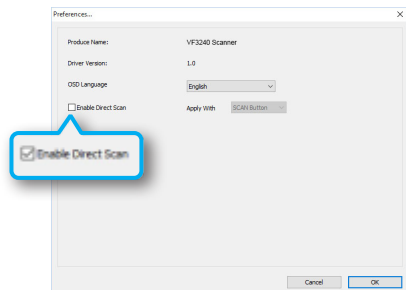 Preferences...
Produce Name: VF3240 Scanner
Driver Version: 1.0
OSD Language English
Enable Direct Scan Apply With SCAN Button
Enable Direct Scan
Cancel OK